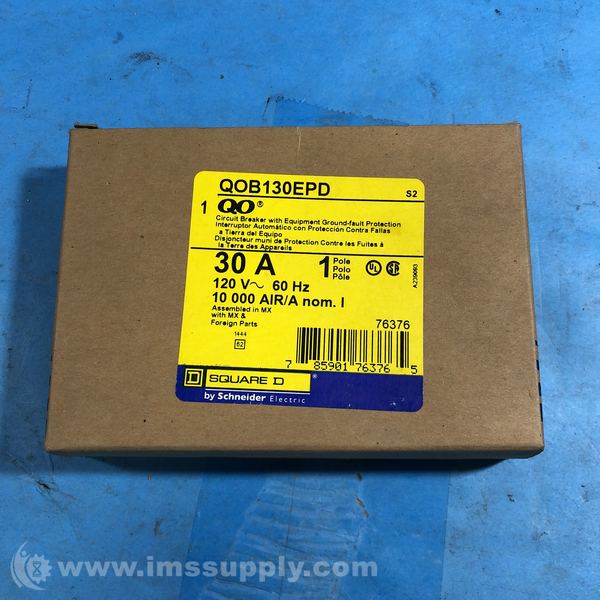 QOB130EPD
S2
1 QO®
Circuit Breaker with Equipment Ground-fault Protection
Interruptor Automático con Protección Contra Fallas
a Tierra del Equipo
Disjoncteur muni de Protection Contre les Fuites à
la Terre des Appareils
30 A
1 Pole
Polo
Pôle
UL
SA
A239093
120 V~ 60 Hz
10 000 AIR/A nom. I
Assembled in MX
with MX &
Foreign Parts
1444
62
76376
7 85901 76376 5
D SQUARE D ®
by Schneider Electric
www.imssupply.com